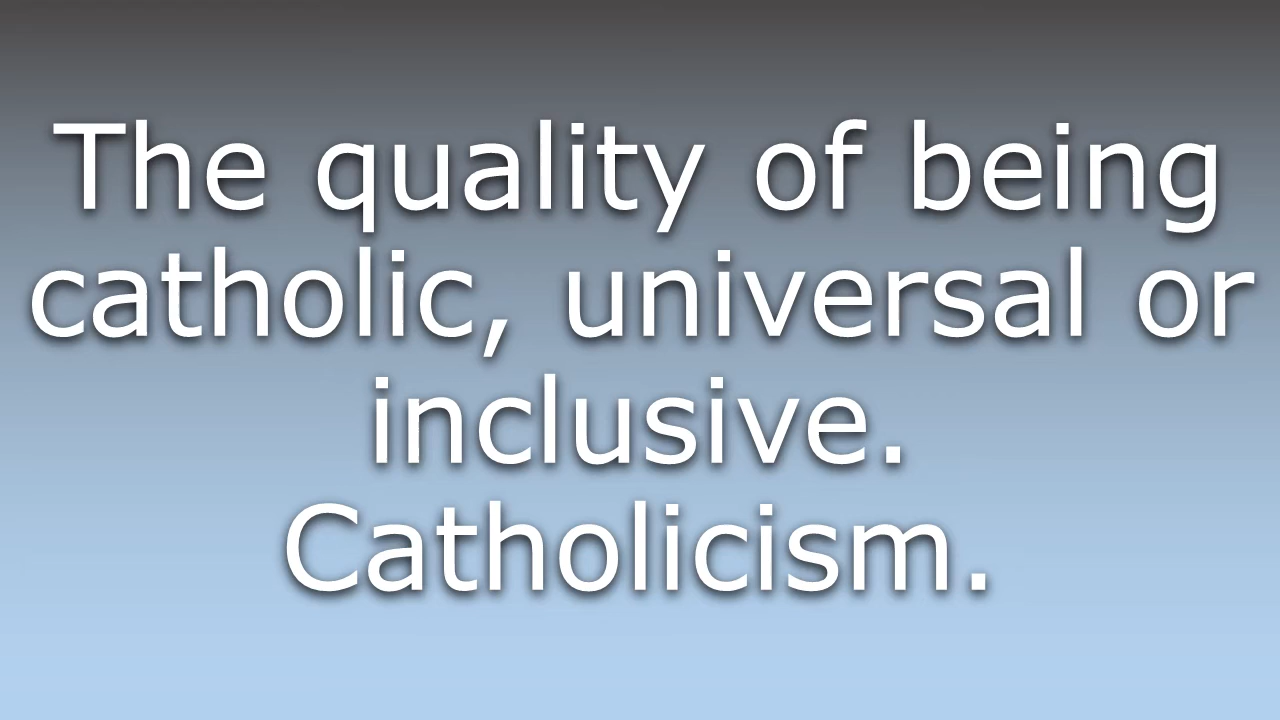 The quality of being
catholic, universal or
inclusive.
Catholicism.